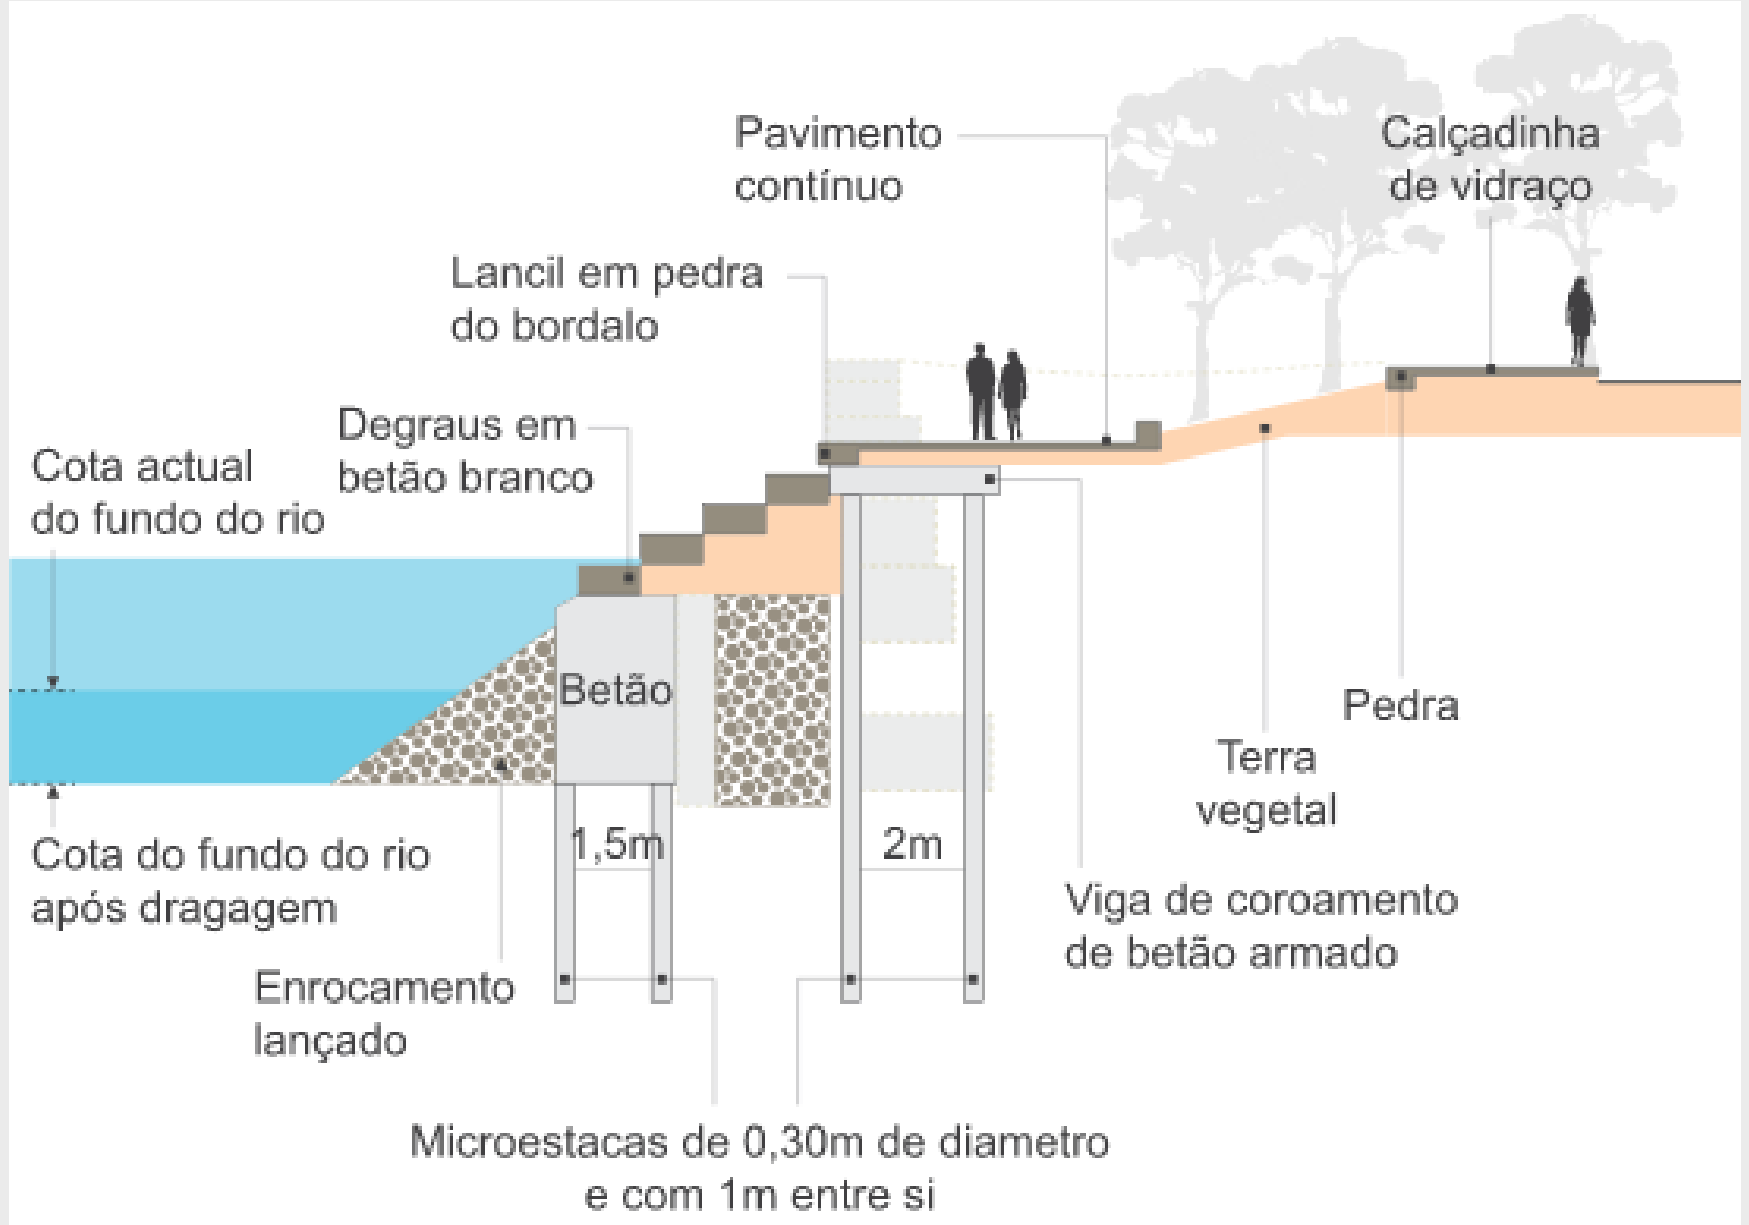 Pavimento
contínuo
Calçadinha
de vidraço
Lancil em pedra
do bordalo
Degraus em
betão branco
Cota actual
do fundo do rio
Betão
Pedra
Terra
vegetal
1,5m
2m
Cota do fundo do rio
após dragagem
Viga de coroamento
de betão armado
Enrocamento
lançado
Microestacas de 0,30m de diametro
e com 1m entre si